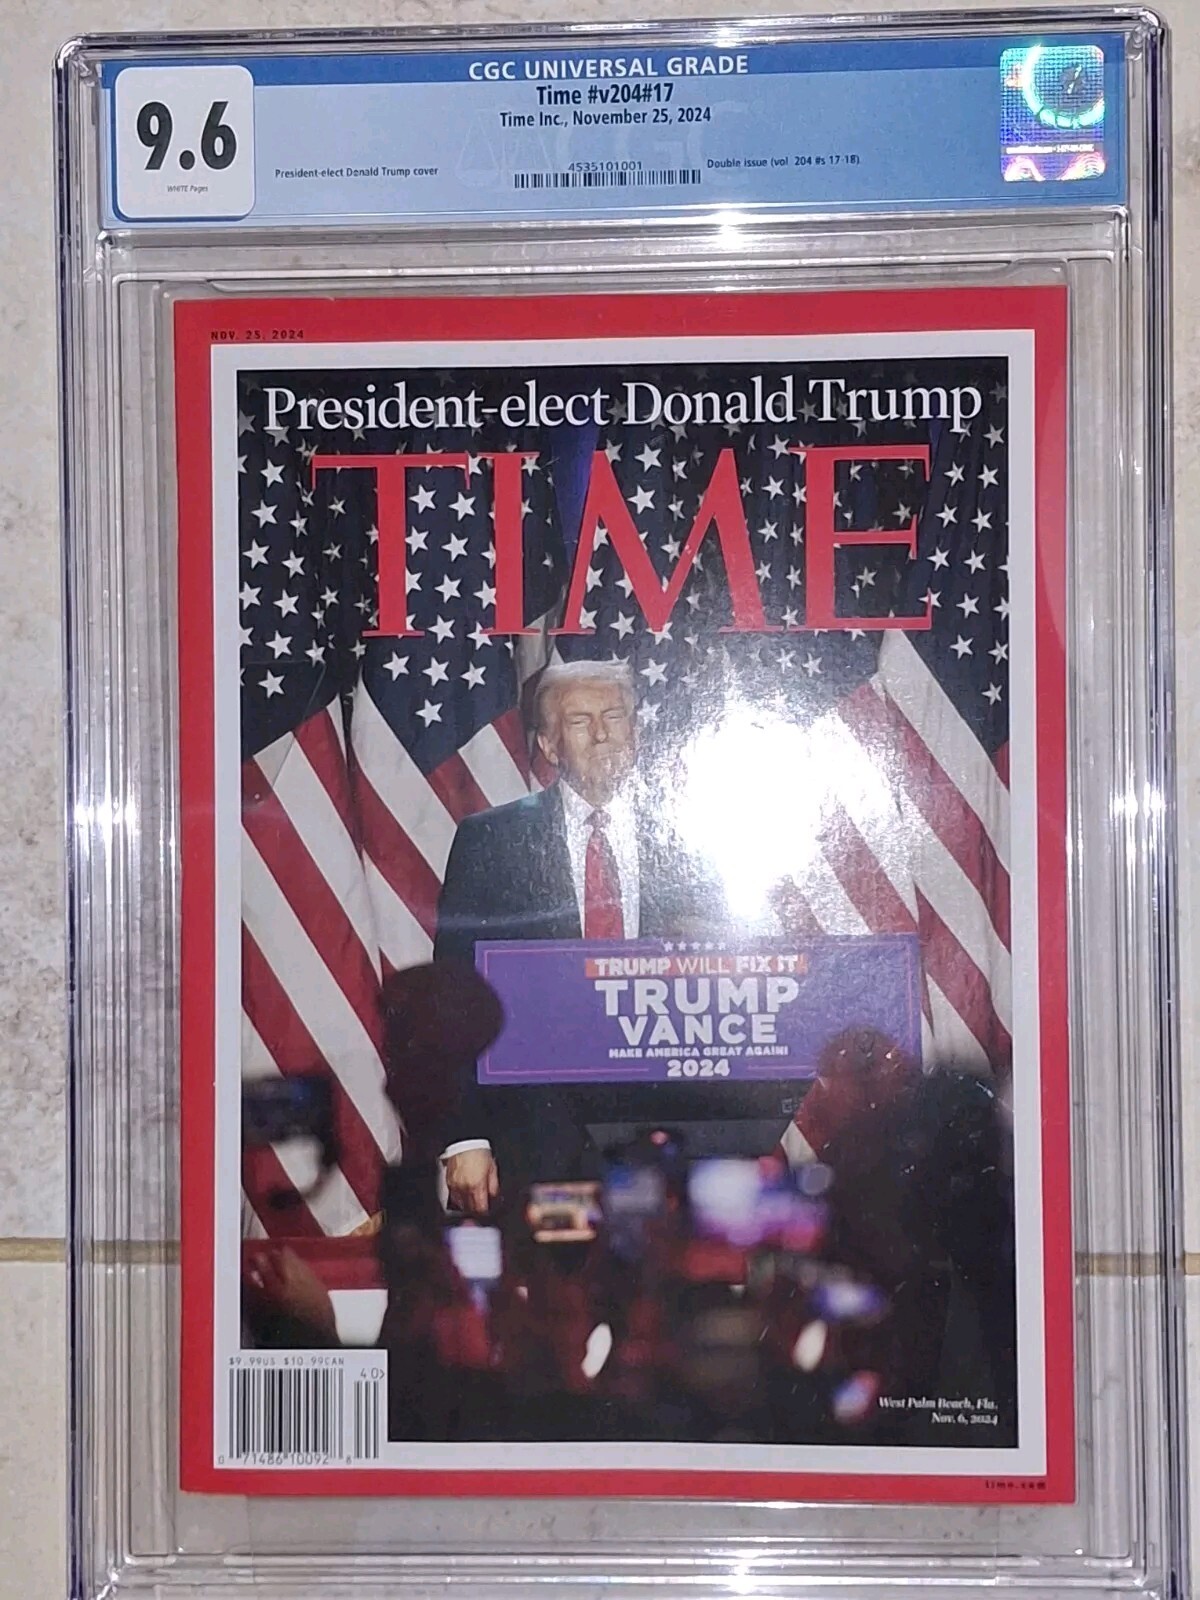 CGC UNIVERSAL GRADE
Time #v204#17
Time Inc., November 25, 2024
9.6
WHITE Pages
President-elect Donald Trump cover
4535101001
Double issue (vol. 204 #s 17-18)
NOV. 25, 2024
President-elect Donald Trump
TIME
TRUMP WILL FIX IT
TRUMP
VANCE
MAKE AMERICA GREAT AGAIN!
2024
$9.99US $10.99CAN
40>
0 71486 10092 8
West Palm Beach, Fla.
Nov. 6, 2024
time.com